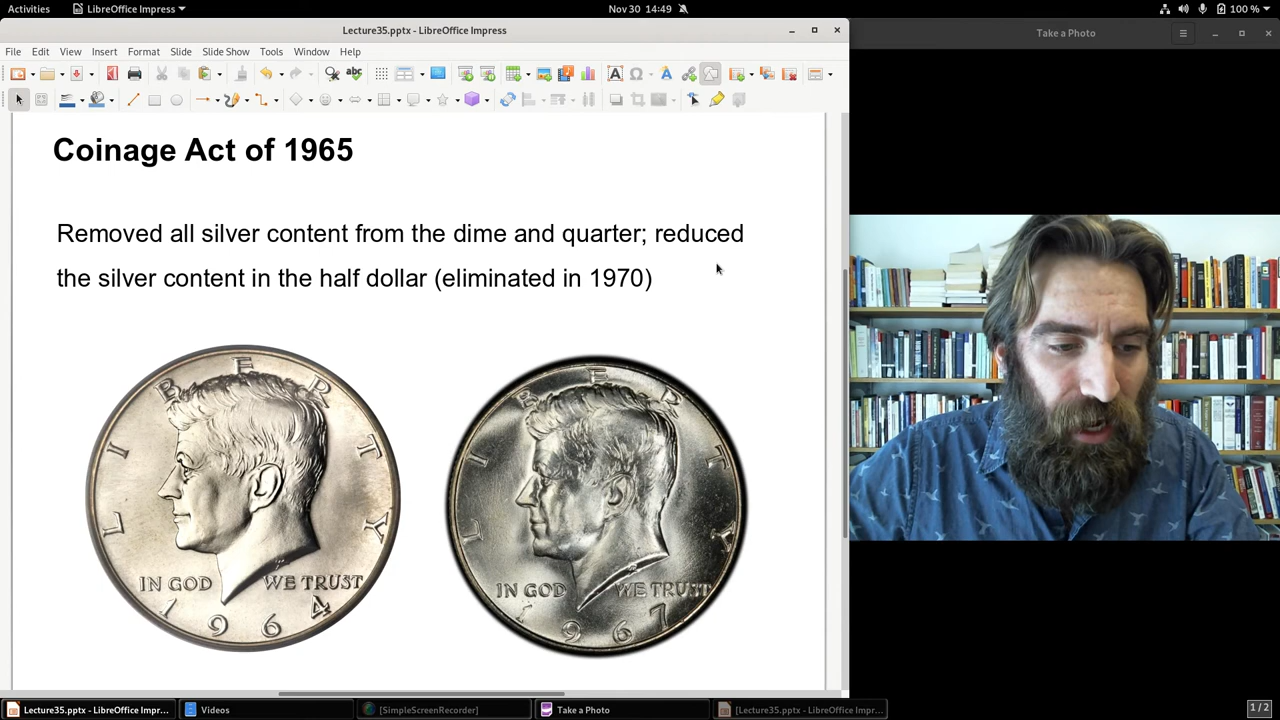 Activities
LibreOffice Impress
Nov 30 14:49
100 %
Lecture35.pptx - LibreOffice Impress
Take a Photo
File Edit View Insert Format Slide Slide Show Tools Window Help
Coinage Act of 1965
Removed all silver content from the dime and quarter; reduced
the silver content in the half dollar (eliminated in 1970)
LIBERTY
IN GOD WE TRUST
1964
LIBERTY
IN GOD WE TRUST
1967
Lecture35.pptx - LibreOffice Impr...
Videos
[SimpleScreenRecorder]
Take a Photo
[Lecture35.pptx - LibreOffice Impr...
1 / 2